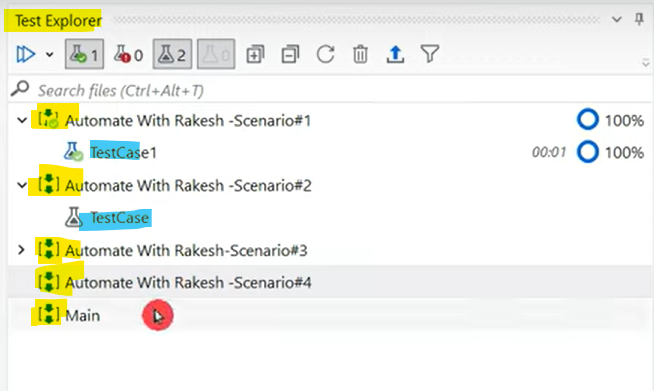 Test Explorer
1 0 2 0
Search files (Ctrl+Alt+T)
Automate With Rakesh -Scenario#1 100%
TestCase1 00:01 100%
Automate With Rakesh -Scenario#2
TestCase
Automate With Rakesh-Scenario#3
Automate With Rakesh -Scenario#4
Main